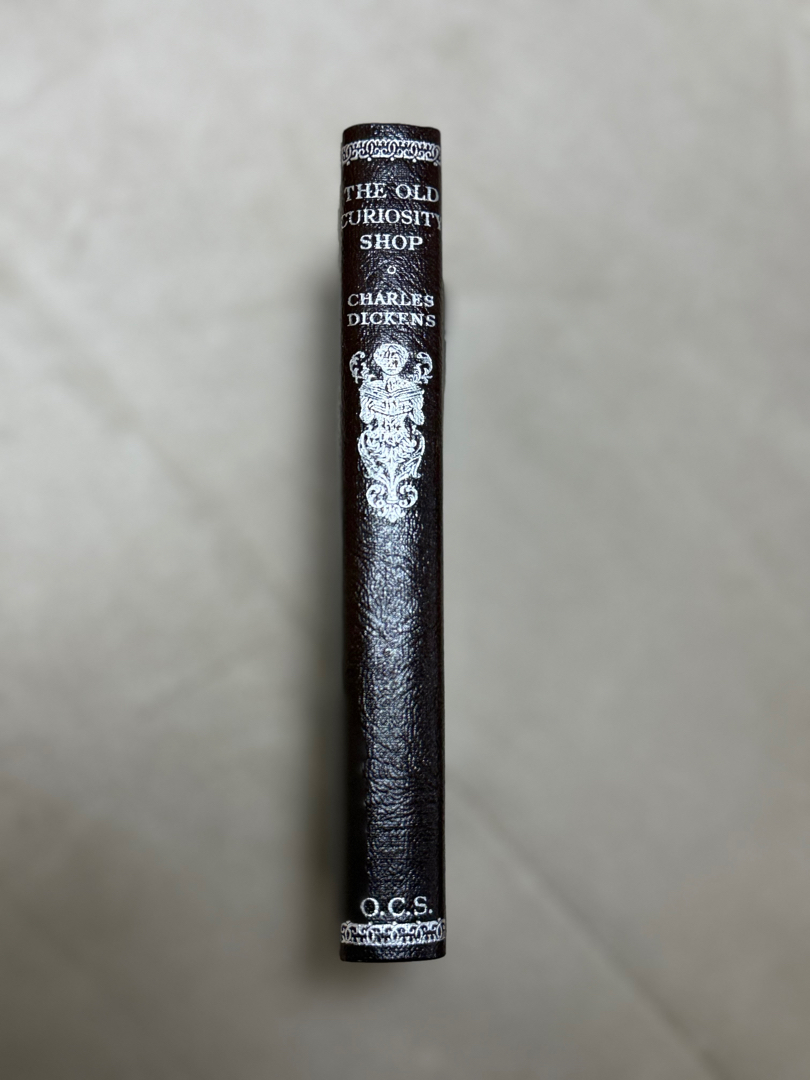 THE OLD
CURIOSITY
SHOP
CHARLES
DICKENS
O.C.S.